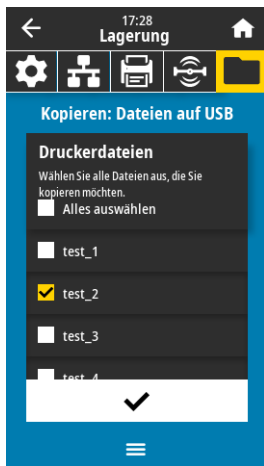 17:28
Lagerung
Kopieren: Dateien auf USB
Druckerdateien
Wählen Sie alle Dateien aus, die Sie
kopieren möchten.
Alles auswählen
test_1
test_2
test_3
test_4